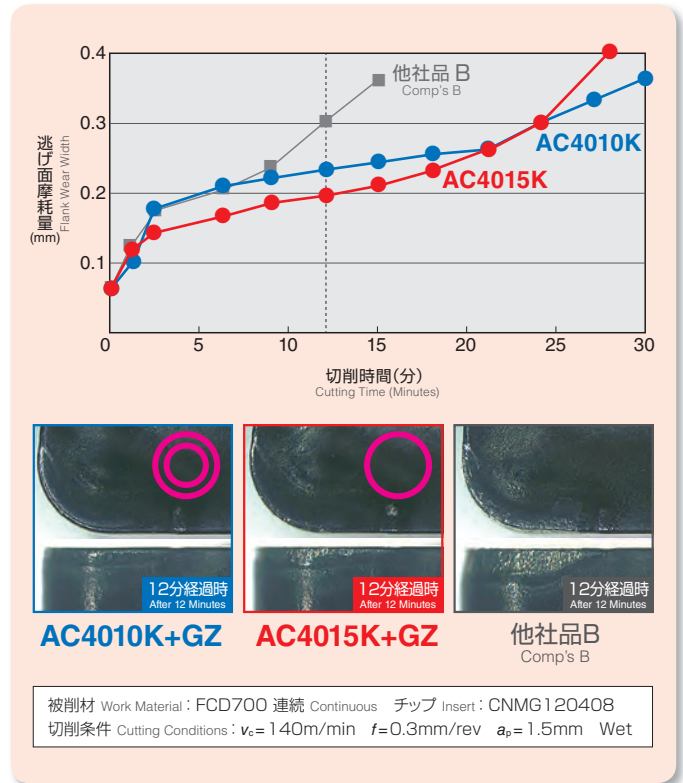 0.4
0.3
0.2
0.1
逃げ面摩耗量
(mm)
Flank Wear Width
他社品 B
Comp's B
AC4010K
AC4015K
0 5 10 15 20 25 30
切削時間(分)
Cutting Time (Minutes)
12分経過時
After 12 Minutes
12分経過時
After 12 Minutes
12分経過時
After 12 Minutes
AC4010K+GZ
AC4015K+GZ
他社品B
Comp's B
被削材 Work Material：FCD700 連続 Continuous チップ Insert：CNMG120408
切削条件 Cutting Conditions：vc=140m/min f=0.3mm/rev ap=1.5mm Wet